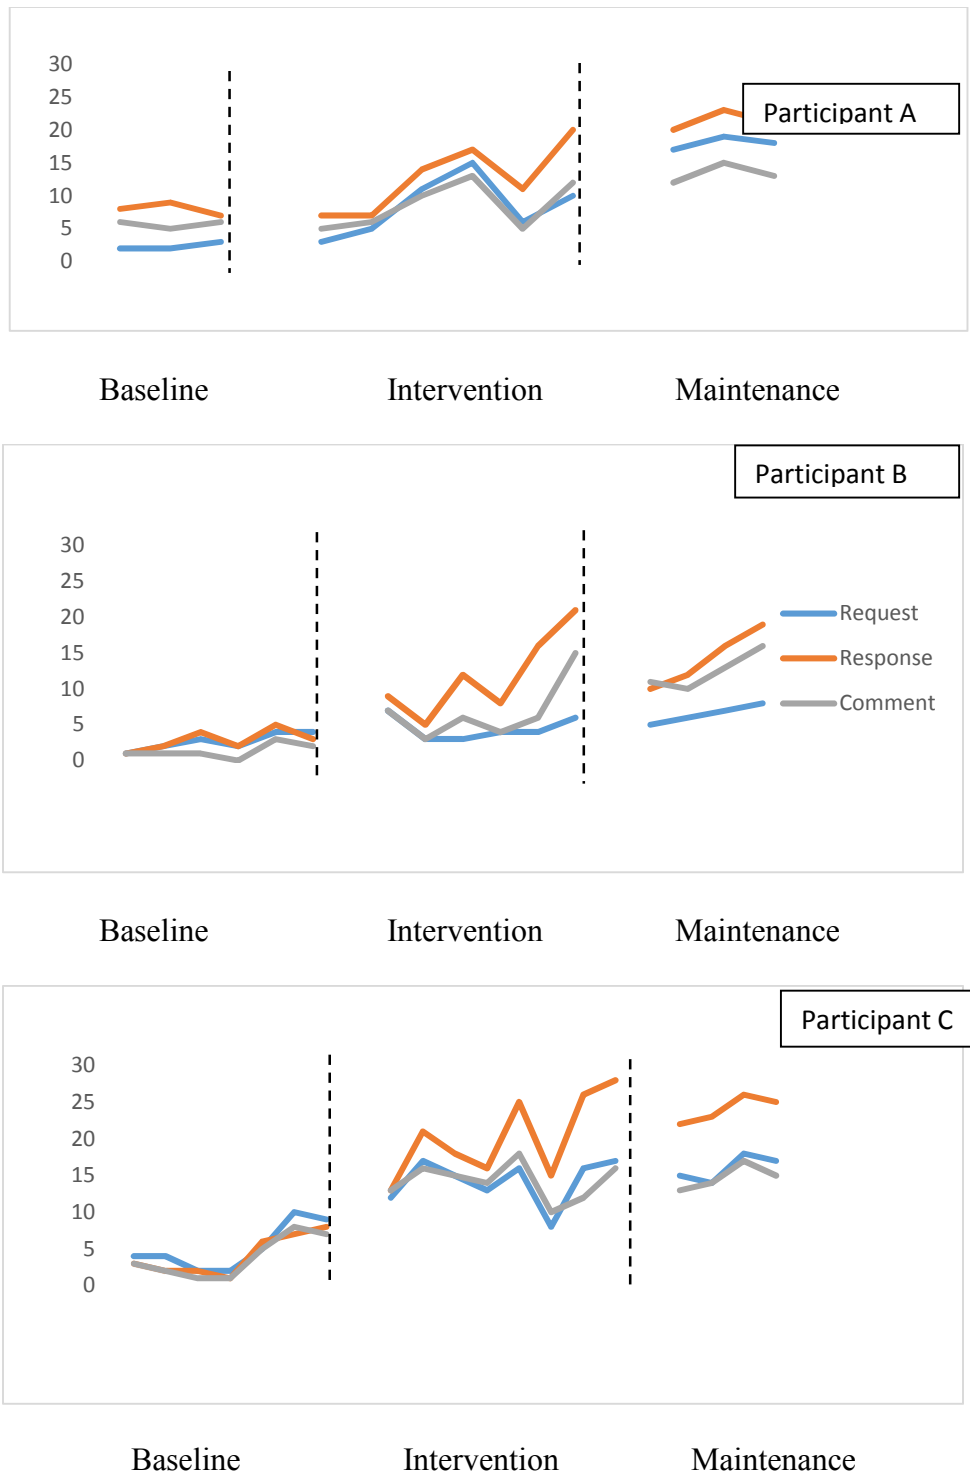 30
25
20
15
10
5
0
Participant A
Baseline Intervention Maintenance
Participant B
30
25
20
15
10
5
0
Request
Response
Comment
Baseline Intervention Maintenance
Participant C
30
25
20
15
10
5
0
Baseline Intervention Maintenance